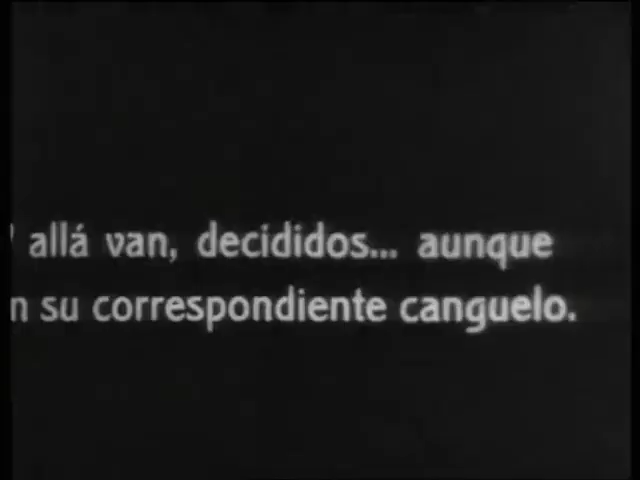 allá van, decididos... aunque
n su correspondiente canguelo.